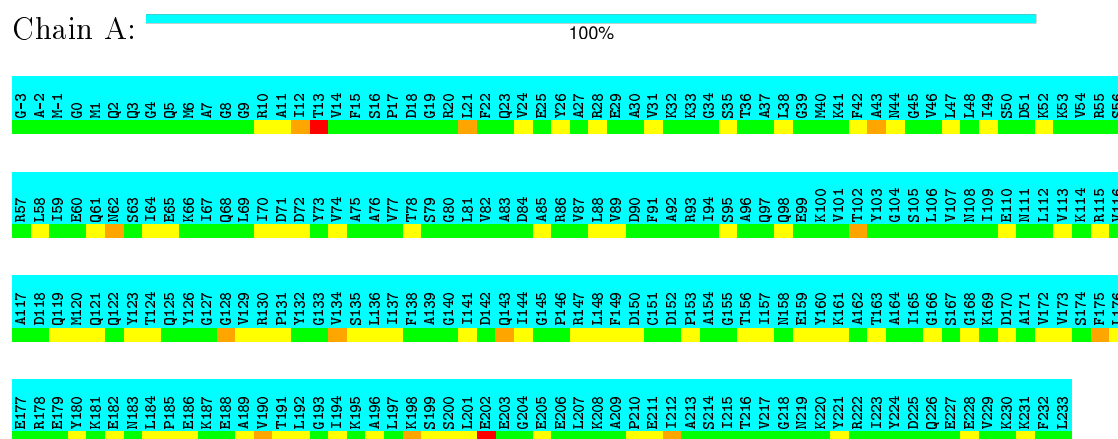 Chain A:
100%
G-3 A-2 M-1 G0 M1 Q2 Q3 G4 Q5 M6 A7 G8 G9 R10 A11 I12 T13 V14 F15 S16 P17 D18 G19 R20 L21 F22 Q23 V24 E25 Y26 A27 R28 E29 A30 V31 K32 K33 G34 S35 T36 A37 L38 G39 M40 K41 F42 A43 N44 G45 V46 L47 L48 I49 S50 D51 K52 K53 V54 R55 S56
R57 L58 I59 E60 Q61 N62 S63 I64 E65 K66 I67 Q68 L69 I70 D71 D72 Y73 V74 A75 A76 V77 T78 S79 G80 L81 V82 A83 D84 A85 R86 V87 L88 V89 D90 F91 A92 R93 I94 S95 A96 Q97 Q98 E99 K100 V101 T102 Y103 G104 S105 L106 V107 N108 I109 E110 N111 L112 V113 K114 R115 V116
A117 D118 Q119 M120 Q121 Q122 Y123 T124 Q125 Y126 G127 G128 V129 R130 P131 Y132 G133 V134 S135 L136 I137 F138 A139 G140 I141 D142 Q143 I144 G145 P146 R147 L148 F149 D150 C151 D152 P153 A154 G155 T156 I157 N158 E159 Y160 K161 A162 T163 A164 I165 G166 S167 G168 K169 D170 A171 V172 V173 S174 F175 L176
E177 R178 E179 Y180 K181 E182 N183 L184 P185 E186 K187 E188 A189 V190 T191 L192 G193 I194 K195 A196 L197 K198 S199 S200 L201 E202 E203 G204 E205 E206 L207 K208 A209 P210 E211 I212 A213 S214 I215 T216 V217 G218 N219 K220 Y221 R222 I223 Y224 D225 Q226 E227 E228 V229 K230 K231 F232 L233